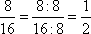 8/16 = 8:8/16:8 = 1/2